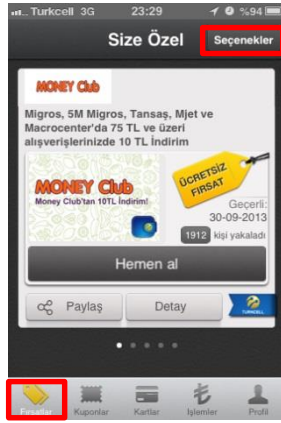 Turkcell 3G 23:29 %94
Size Özel
Seçenekler
MONEY Club
Migros, 5M Migros, Tansaş, Mjet ve
Macrocenter'da 75 TL ve üzeri
alışverişlerinizde 10 TL İndirim
MONEY Club
Money Club'tan 10TL İndirim!
ÜCRETSİZ
FIRSAT
Geçerli:
30-09-2013
1912 kişi yakaladı
Hemen al
Paylaş
Detay
TURKCELL
Fırsatlar
Kuponlar
Kartlar
İşlemler
Profil